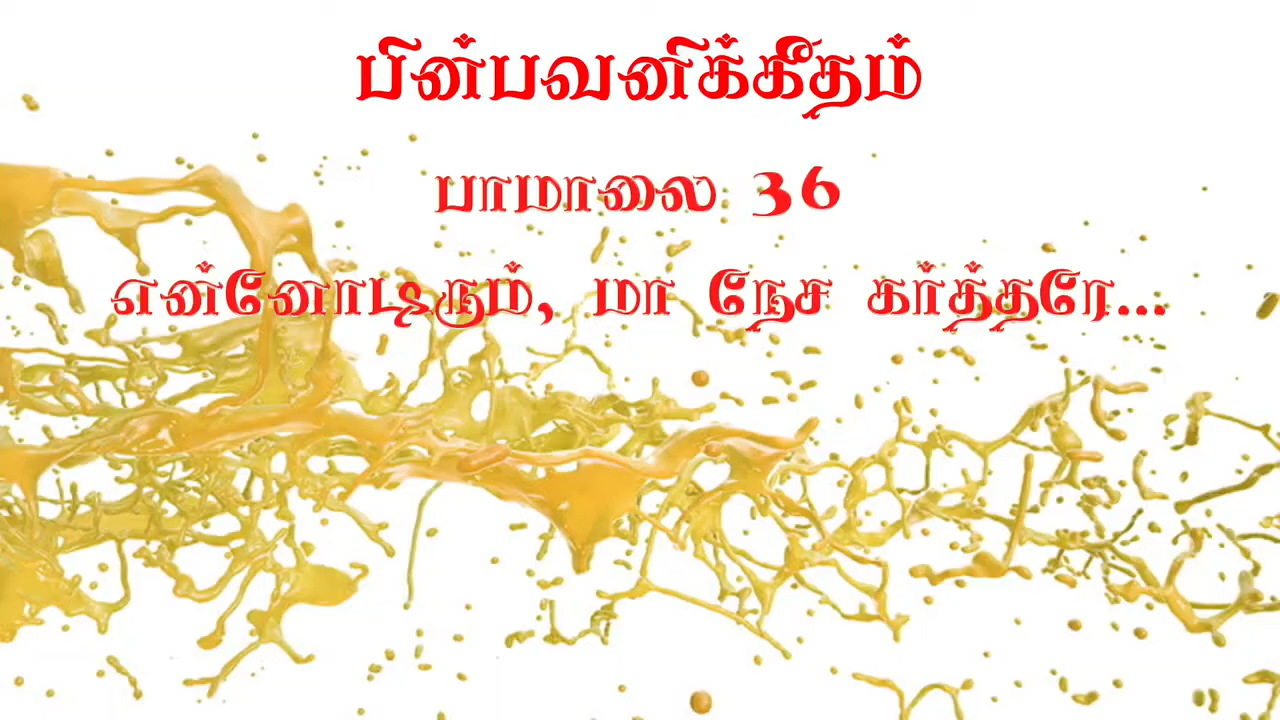 பின்பவனிக்கீதம்
பாமாலை 36
என்னோடிரும், மா நேச கர்த்தரே...